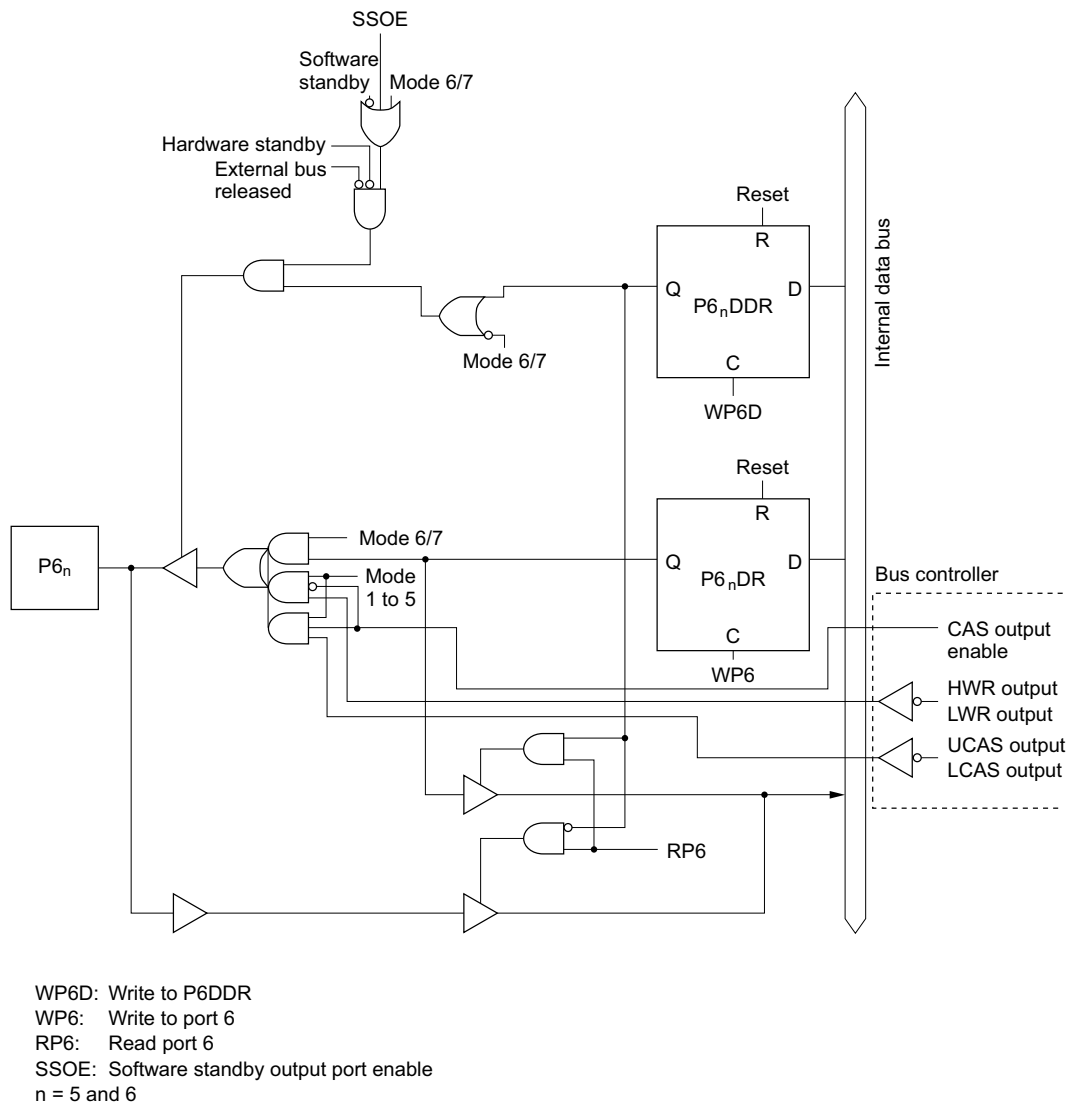 SSOE
Software
standby
Mode 6/7
Hardware standby
External bus
released
Reset
R
Q
D
P6nDDR
C
WP6D
Internal data bus
Mode 6/7
Reset
R
Q
D
P6nDR
C
WP6
P6n
Mode 6/7
Mode
1 to 5
Bus controller
CAS output
enable
HWR output
LWR output
UCAS output
LCAS output
RP6
WP6D: Write to P6DDR
WP6: Write to port 6
RP6: Read port 6
SSOE: Software standby output port enable
n = 5 and 6